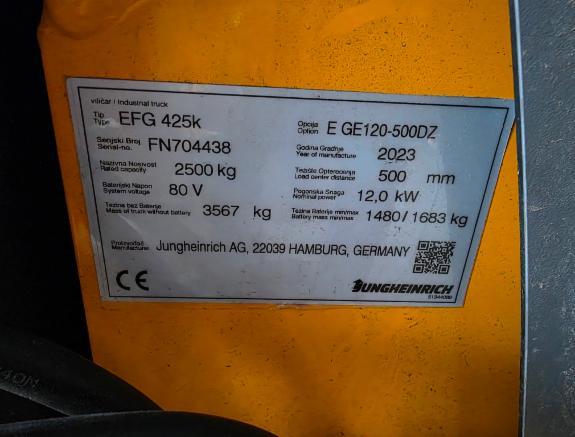 viličar / Industrial truck
Tip
Type EFG 425k
Opcija
Option E GE120-500DZ
Serijski Broj
Serial-no. FN704438
Godina Gradnje
Year of manufacture 2023
Nazivna Nosivost
Rated capacity 2500 kg
Težište Opterećenja
Load center distance 500 mm
Baterijski Napon
System voltage 80 V
Pogonska Snaga
Nominal power 12,0 kW
Težina bez Baterije
Mass of truck without battery 3567 kg
Težina Baterije min/max
Battery mass min/max 1480 / 1683 kg
Proizvođač
Manufacturer Jungheinrich AG, 22039 HAMBURG, GERMANY
CE
JUNGHEINRICH